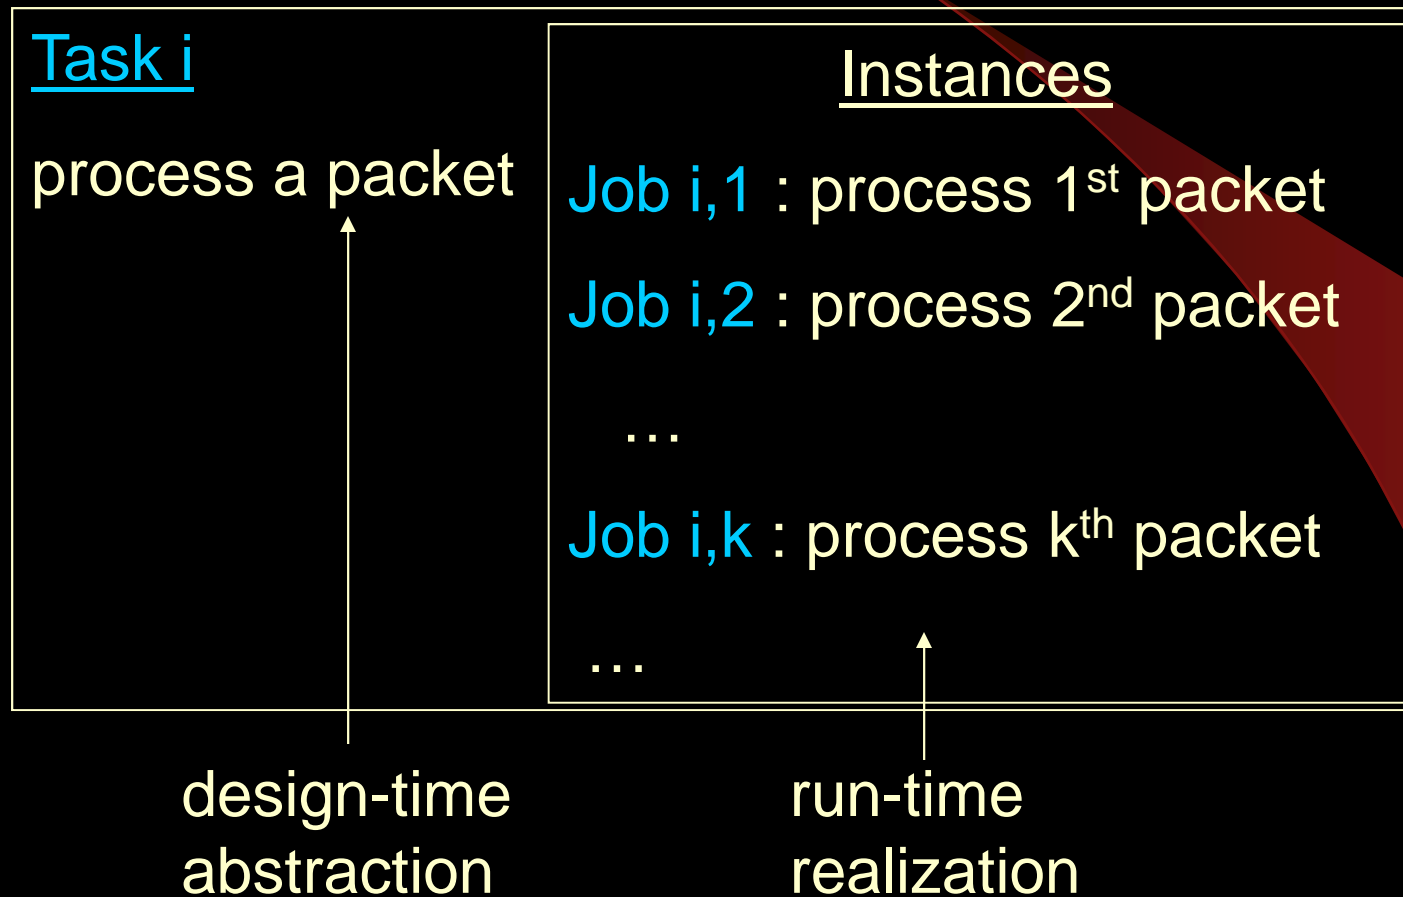 Task i
process a packet
Instances
Job i,1 : process 1st packet
Job i,2 : process 2nd packet
…
Job i,k : process kth packet
…
design-time
abstraction
run-time
realization